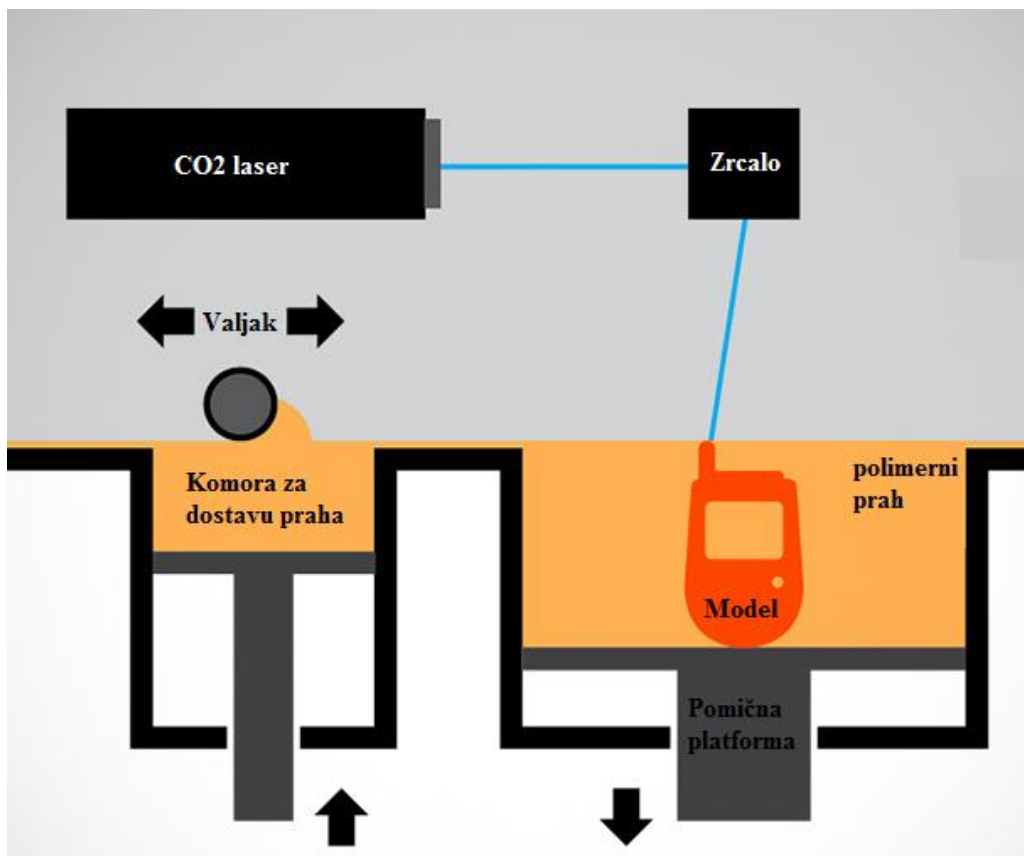 CO2 laser
Zrcalo
Valjak
Komora za
dostavu praha
polimerni
prah
Model
Pomična
platforma